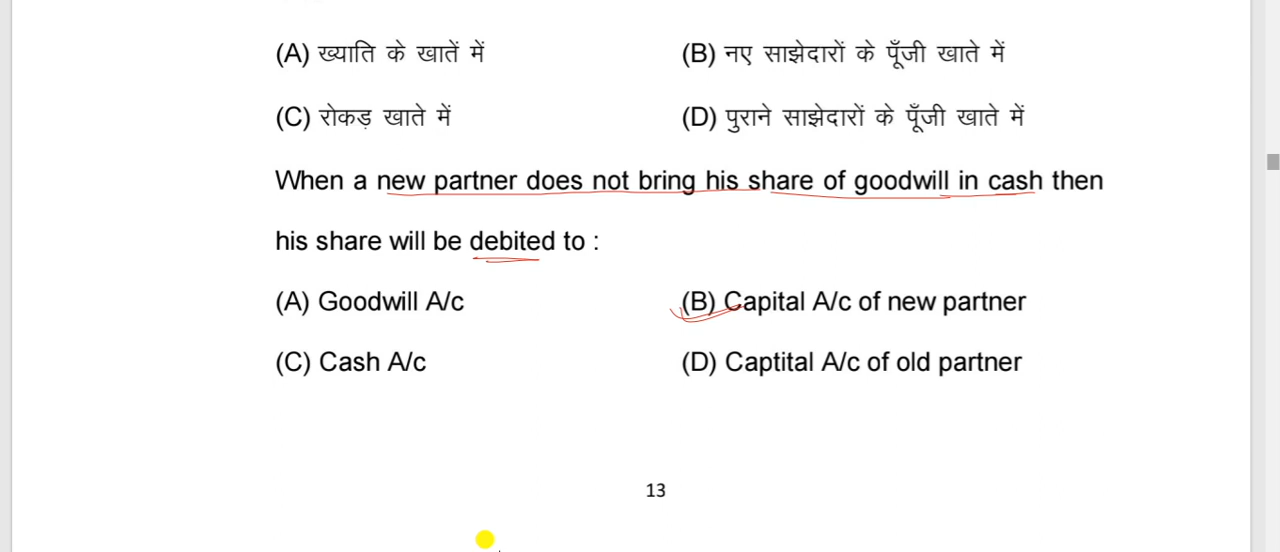 (A) ख्याति के खातें में (B) नए साझेदारों के पूँजी खाते में
(C) रोकड़ खाते में (D) पुराने साझेदारों के पूँजी खाते में
When a new partner does not bring his share of goodwill in cash then
his share will be debited to :
(A) Goodwill A/c (B) Capital A/c of new partner
(C) Cash A/c (D) Captital A/c of old partner
13